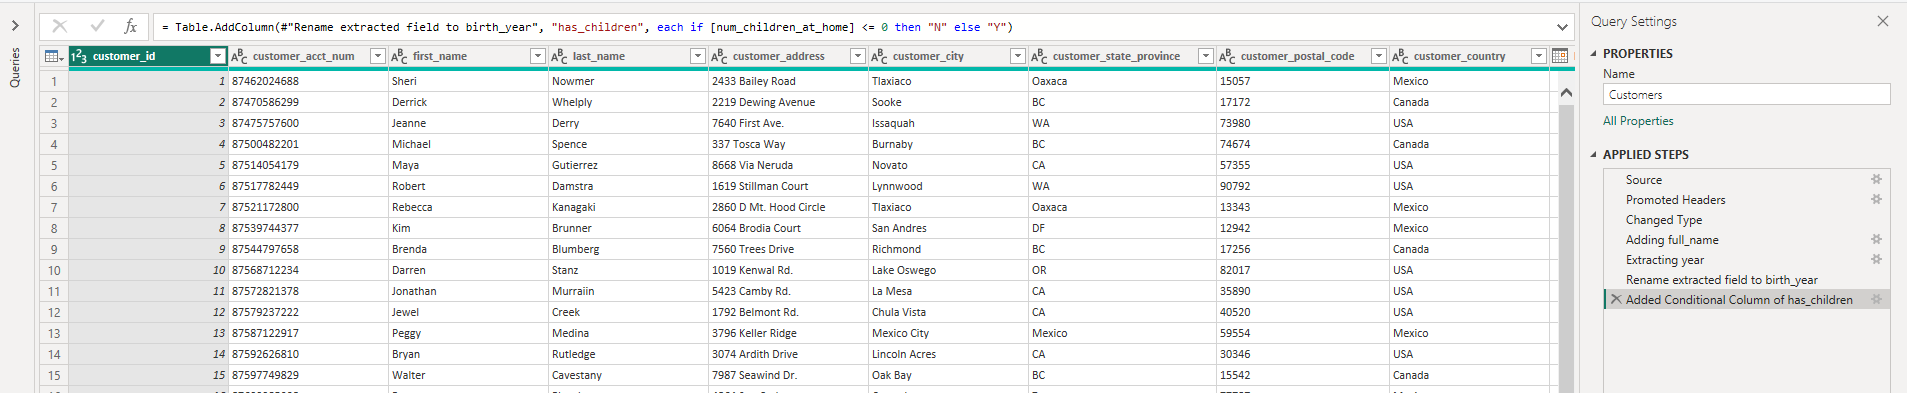 = Table.AddColumn(#"Rename extracted field to birth_year", "has_children", each if [num_children_at_home] <= 0 then "N" else "Y")
Queries
customer_id customer_acct_num first_name last_name customer_address customer_city customer_state_province customer_postal_code customer_country
1 1 87462024688 Sheri Nowmer 2433 Bailey Road Tlaxiaco Oaxaca 15057 Mexico
2 2 87470586299 Derrick Whelply 2219 Dewing Avenue Sooke BC 17172 Canada
3 3 87475757600 Jeanne Derry 7640 First Ave. Issaquah WA 73980 USA
4 4 87500482201 Michael Spence 337 Tosca Way Burnaby BC 74674 Canada
5 5 87514054179 Maya Gutierrez 8668 Via Neruda Novato CA 57355 USA
6 6 87517782449 Robert Damstra 1619 Stillman Court Lynnwood WA 90792 USA
7 7 87521172800 Rebecca Kanagaki 2860 D Mt. Hood Circle Tlaxiaco Oaxaca 13343 Mexico
8 8 87539744377 Kim Brunner 6064 Brodia Court San Andres DF 12942 Mexico
9 9 87544797658 Brenda Blumberg 7560 Trees Drive Richmond BC 17256 Canada
10 10 87568712234 Darren Stanz 1019 Kenwal Rd. Lake Oswego OR 82017 USA
11 11 87572821378 Jonathan Murraiin 5423 Camby Rd. La Mesa CA 35890 USA
12 12 87579237222 Jewel Creek 1792 Belmont Rd. Chula Vista CA 40520 USA
13 13 87587122917 Peggy Medina 3796 Keller Ridge Mexico City Mexico 59554 Mexico
14 14 87592626810 Bryan Rutledge 3074 Ardith Drive Lincoln Acres CA 30346 USA
15 15 87597749829 Walter Cavestany 7987 Seawind Dr. Oak Bay BC 15542 Canada
Query Settings
PROPERTIES
Name
Customers
All Properties
APPLIED STEPS
Source
Promoted Headers
Changed Type
Adding full_name
Extracting year
Rename extracted field to birth_year
Added Conditional Column of has_children